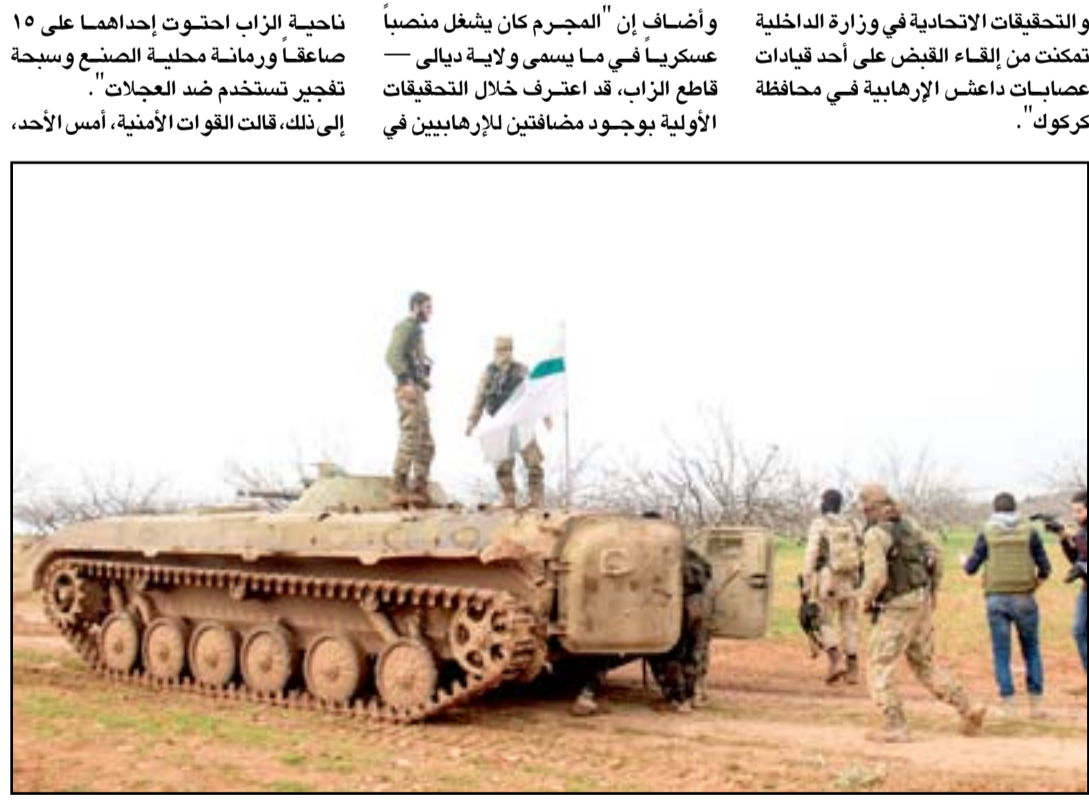 والتحقيقات الاتحادية في وزارة الداخلية
تمكنت من إلقاء القبض على أحد قيادات
عصابات داعش الإرهابية في محافظة
كركوك".
وأضاف إن "المجرم كان يشغل منصباً
عسكرياً في ما يسمى ولاية ديالى —
قاطع الزاب، قد اعترف خلال التحقيقات
الأولية بوجود مضافتين للإرهابيين في
ناحية الزاب احتوت إحداهما على ١٥
صاعقاً ورمانة محلية الصنع وسبحة
تفجير تستخدم ضد العجلات".
إلى ذلك، قالت القوات الأمنية، أمس الأحد،